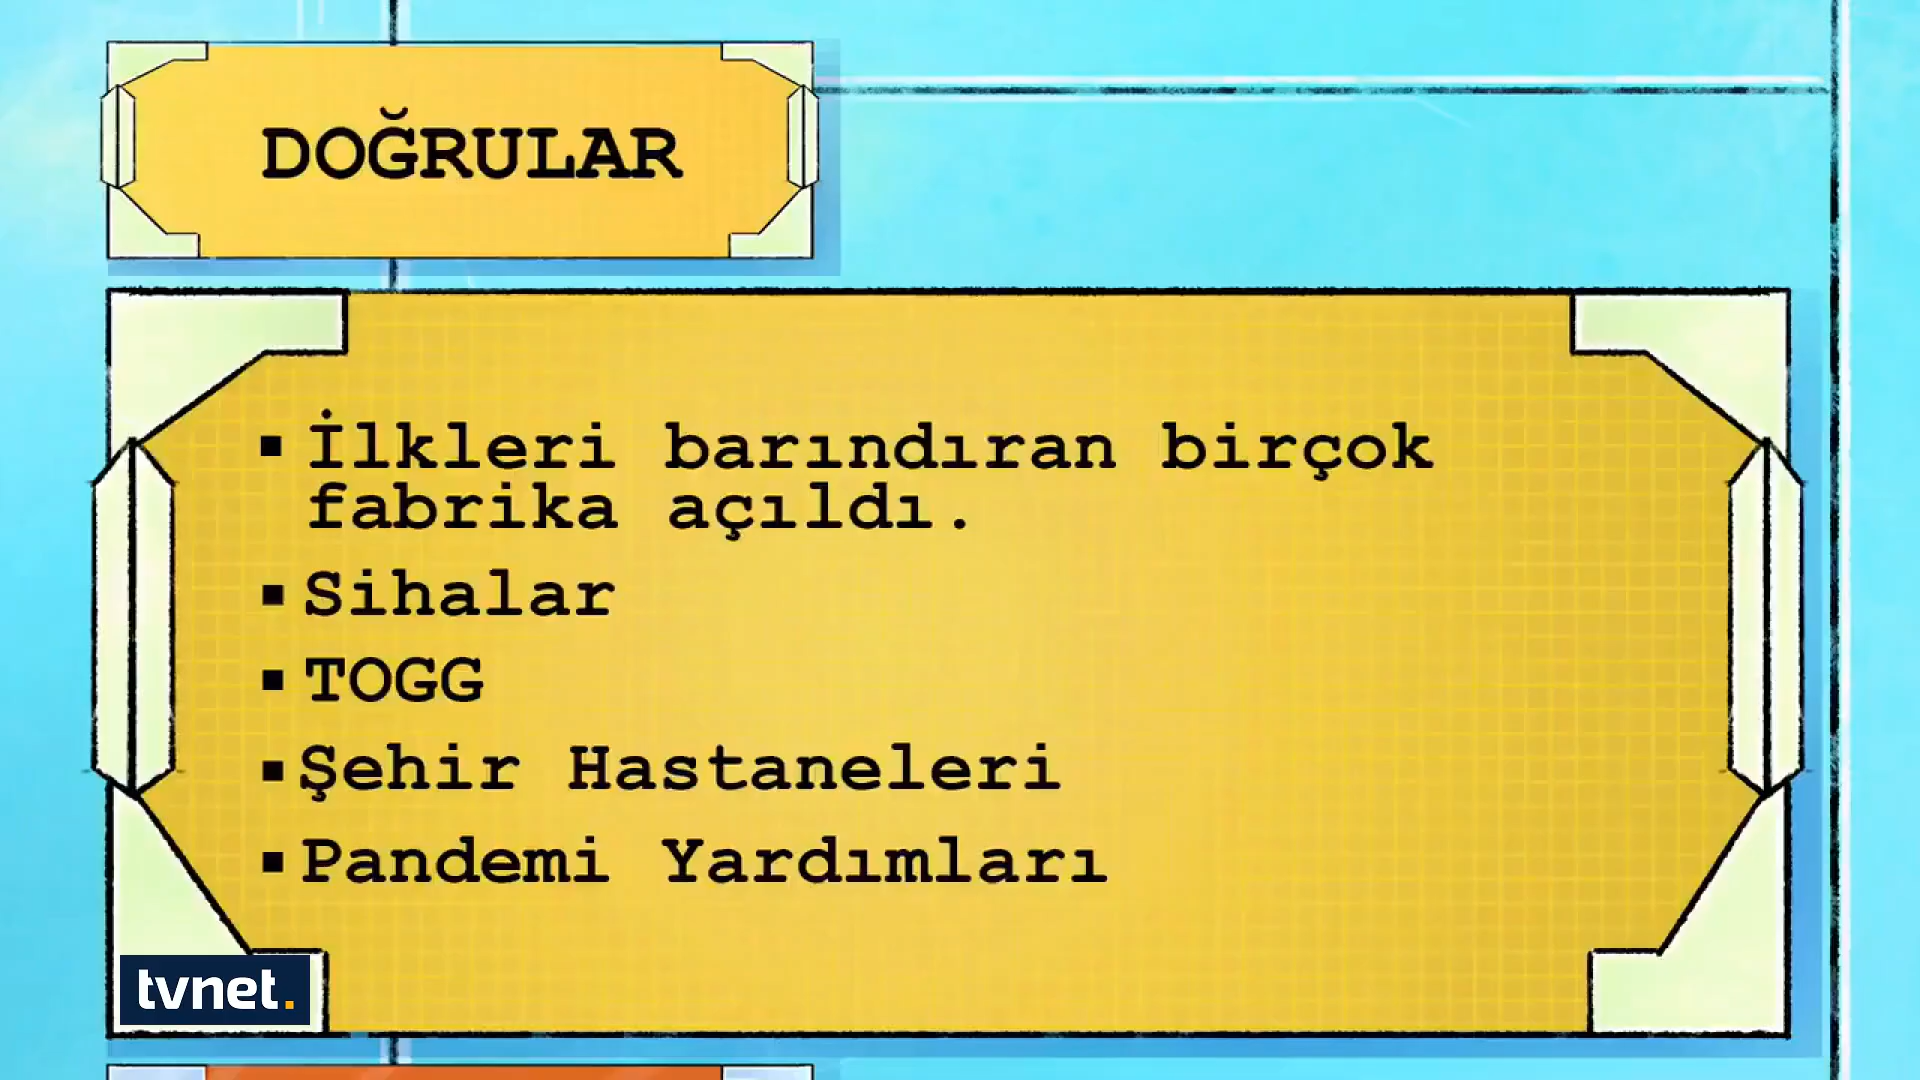 DOĞRULAR
▪ İlkleri barındıran birçok
fabrika açıldı.
▪ Sihalar
▪ TOGG
▪ Şehir Hastaneleri
▪ Pandemi Yardımları
tvnet.